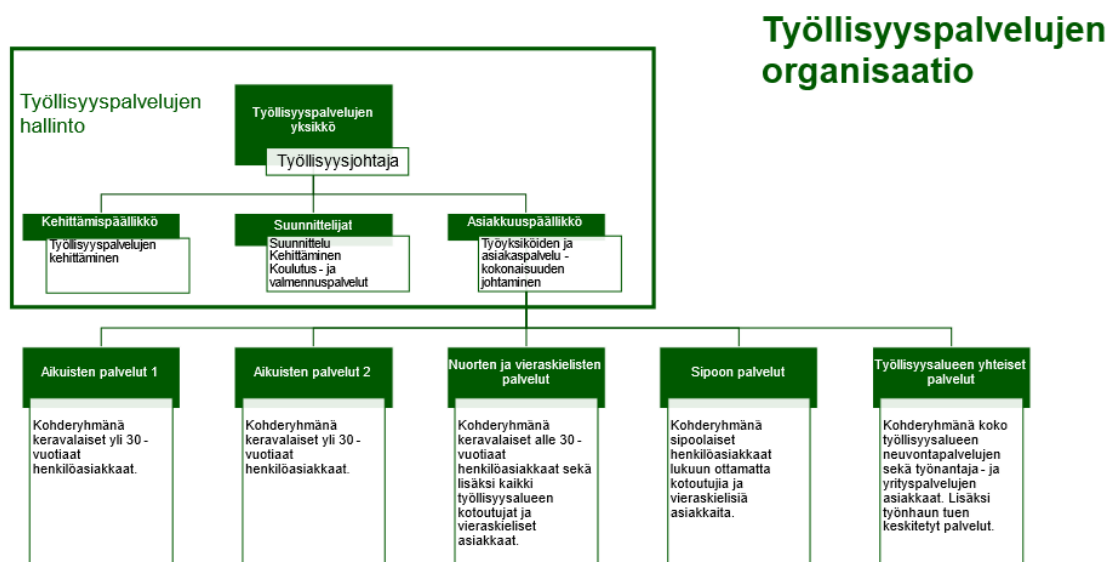 Työllisyyspalvelujen
organisaatio
Työllisyyspalvelujen
hallinto
Työllisyyspalvelujen
yksikkö
Työllisyysjohtaja
Kehittämispäällikkö
Työllisyyspalvelujen
kehittäminen
Suunnittelijat
Suunnittelu
Kehittäminen
Koulutus - ja
valmennuspalvelut
Asiakkuuspäällikkö
Työyksiköiden ja
asiakaspalvelu -
kokonaisuuden
johtaminen
Aikuisten palvelut 1
Kohderyhmänä
keravalaiset yli 30 -
vuotiaat
henkilöasiakkaat.
Aikuisten palvelut 2
Kohderyhmänä
keravalaiset yli 30 -
vuotiaat
henkilöasiakkaat.
Nuorten ja vieraskielisten
palvelut
Kohderyhmänä
keravalaiset alle 30 -
vuotiaat
henkilöasiakkaat sekä
lisäksi kaikki
työllisyysalueen
kotoutujat ja
vieraskieliset
asiakkaat.
Sipoon palvelut
Kohderyhmänä
sipoolaiset
henkilöasiakkaat
lukuun ottamatta
kotoutujia ja
vieraskielisiä
asiakkaita.
Työllisyysalueen yhteiset
palvelut
Kohderyhmänä koko
työllisyysalueen
neuvontapalvelujen
sekä työnantaja - ja
yrityspalvelujen
asiakkaat. Lisäksi
työnhaun tuen
keskitetyt palvelut.